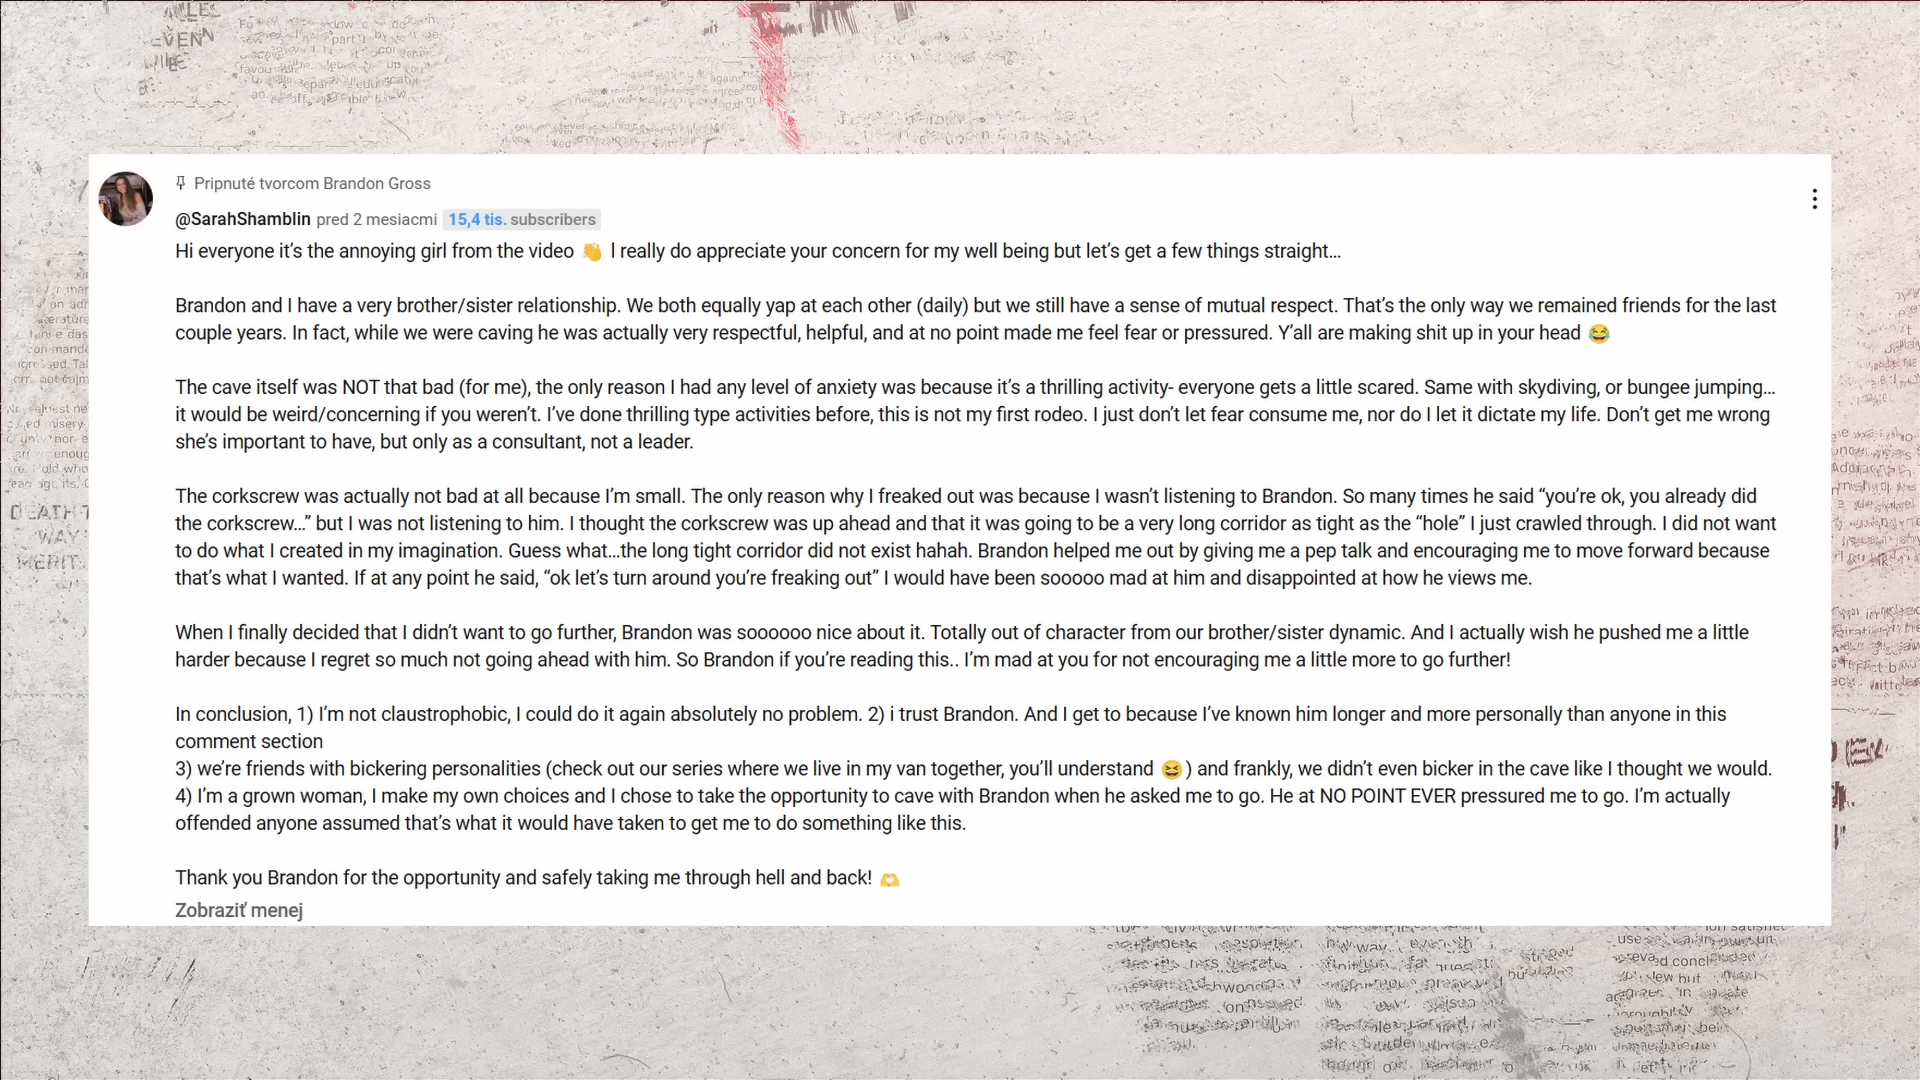 Pripnuté tvorcom Brandon Gross
@SarahShamblin pred 2 mesiacmi 15,4 tis. subscribers
Hi everyone it’s the annoying girl from the video 👋 I really do appreciate your concern for my well being but let’s get a few things straight…
Brandon and I have a very brother/sister relationship. We both equally yap at each other (daily) but we still have a sense of mutual respect. That’s the only way we remained friends for the last
couple years. In fact, while we were caving he was actually very respectful, helpful, and at no point made me feel fear or pressured. Y’all are making shit up in your head 😂
The cave itself was NOT that bad (for me), the only reason I had any level of anxiety was because it’s a thrilling activity- everyone gets a little scared. Same with skydiving, or bungee jumping…
it would be weird/concerning if you weren’t. I’ve done thrilling type activities before, this is not my first rodeo. I just don’t let fear consume me, nor do I let it dictate my life. Don’t get me wrong
she’s important to have, but only as a consultant, not a leader.
The corkscrew was actually not bad at all because I’m small. The only reason why I freaked out was because I wasn’t listening to Brandon. So many times he said “you’re ok, you already did
the corkscrew…” but I was not listening to him. I thought the corkscrew was up ahead and that it was going to be a very long corridor as tight as the “hole” I just crawled through. I did not want
to do what I created in my imagination. Guess what…the long tight corridor did not exist hahah. Brandon helped me out by giving me a pep talk and encouraging me to move forward because
that’s what I wanted. If at any point he said, “ok let’s turn around you’re freaking out” I would have been sooooo mad at him and disappointed at how he views me.
When I finally decided that I didn’t want to go further, Brandon was soooooo nice about it. Totally out of character from our brother/sister dynamic. And I actually wish he pushed me a little
harder because I regret so much not going ahead with him. So Brandon if you’re reading this.. I’m mad at you for not encouraging me a little more to go further!
In conclusion, 1) I’m not claustrophobic, I could do it again absolutely no problem. 2) i trust Brandon. And I get to because I’ve known him longer and more personally than anyone in this
comment section
3) we’re friends with bickering personalities (check out our series where we live in my van together, you’ll understand 😆) and frankly, we didn’t even bicker in the cave like I thought we would.
4) I’m a grown woman, I make my own choices and I chose to take the opportunity to cave with Brandon when he asked me to go. He at NO POINT EVER pressured me to go. I’m actually
offended anyone assumed that’s what it would have taken to get me to do something like this.
Thank you Brandon for the opportunity and safely taking me through hell and back! 🫶
Zobraziť menej